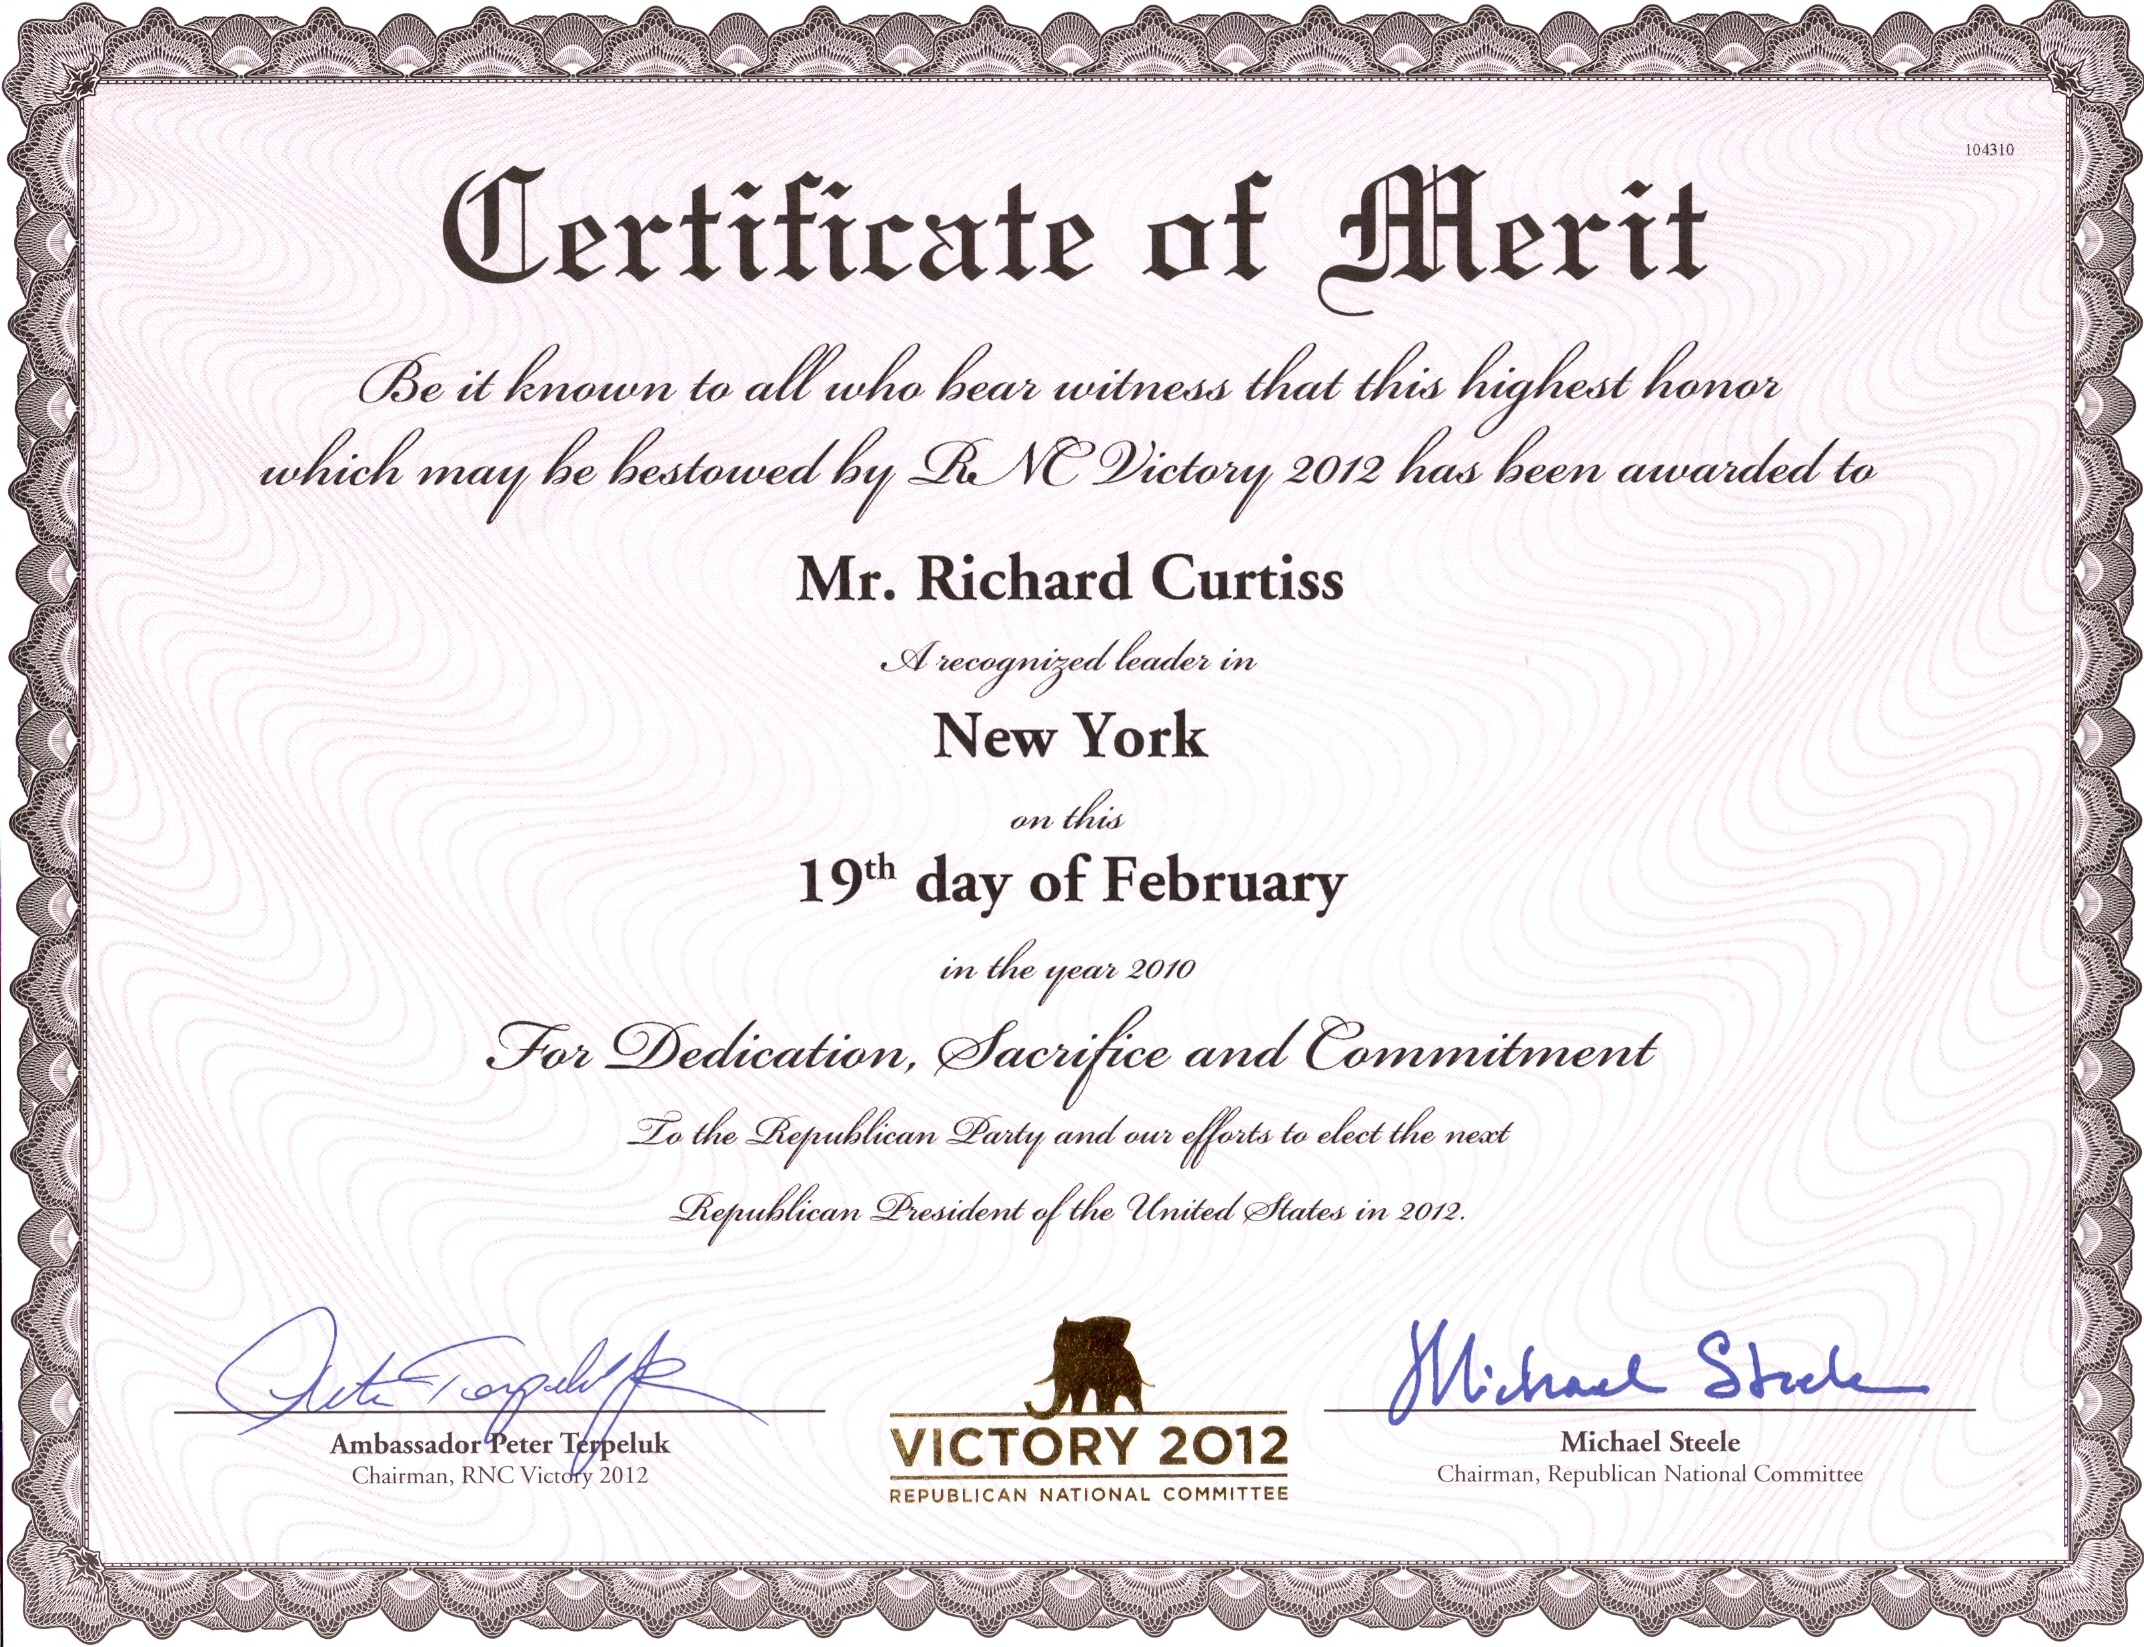 104310
Certificate of Merit
Be it known to all who bear witness that this highest honor
which may be bestowed by RNC Victory 2012 has been awarded to
Mr. Richard Curtiss
A recognized leader in
New York
on this
19th day of February
in the year 2010
For Dedication, Sacrifice and Commitment
To the Republican Party and our efforts to elect the next
Republican President of the United States in 2012.
Peter Terpeluk Jr
Ambassador Peter Terpeluk
Chairman, RNC Victory 2012
VICTORY 2012
REPUBLICAN NATIONAL COMMITTEE
Michael Steele
Michael Steele
Chairman, Republican National Committee